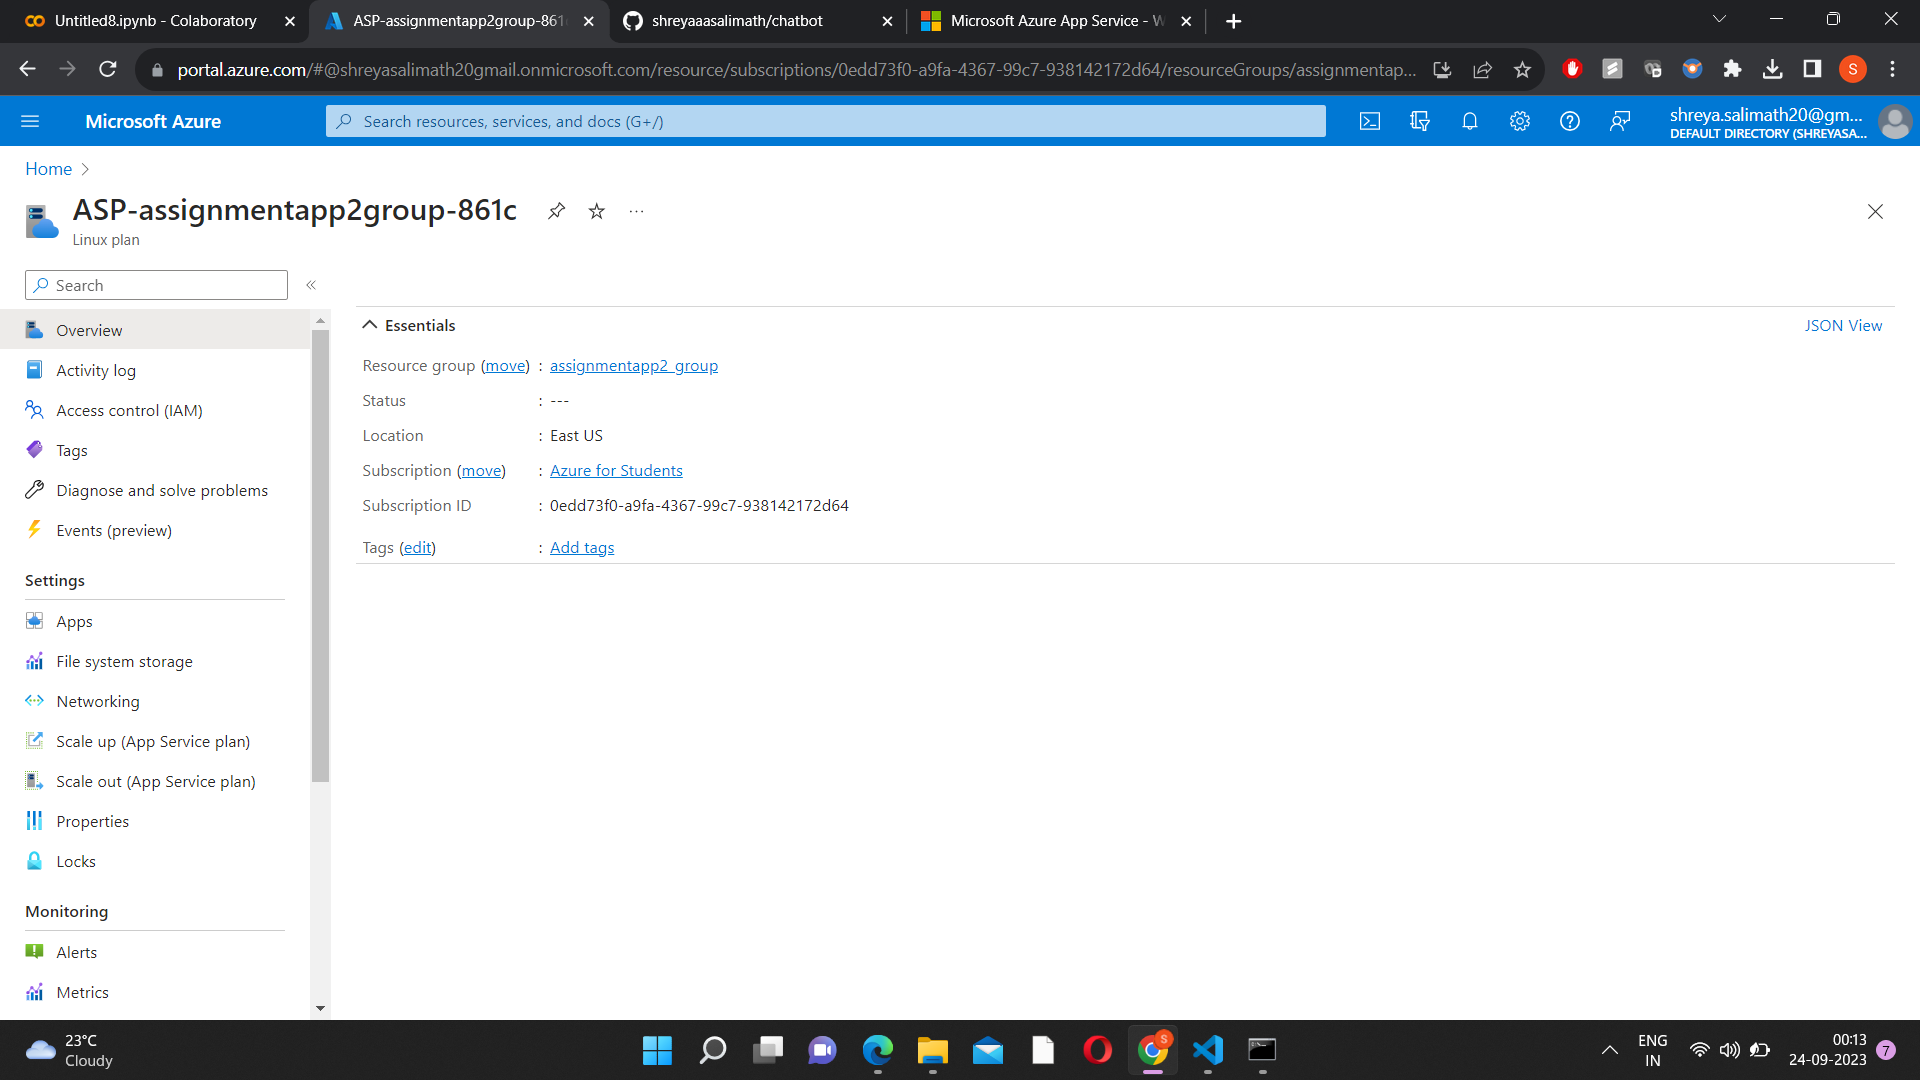 Untitled8.ipynb - Colaboratory
ASP-assignmentapp2group-861c
shreyaaasalimath/chatbot
Microsoft Azure App Service - W
portal.azure.com/#@shreyasalimath20gmail.onmicrosoft.com/resource/subscriptions/0edd73f0-a9fa-4367-99c7-938142172d64/resourceGroups/assignmentap...
S
Microsoft Azure
Search resources, services, and docs (G+/)
shreya.salimath20@gm...
DEFAULT DIRECTORY (SHREYASA...
Home
ASP-assignmentapp2group-861c
Linux plan
Search
Overview
Activity log
Access control (IAM)
Tags
Diagnose and solve problems
Events (preview)
Settings
Apps
File system storage
Networking
Scale up (App Service plan)
Scale out (App Service plan)
Properties
Locks
Monitoring
Alerts
Metrics
Essentials
JSON View
Resource group (move) : assignmentapp2_group
Status : ---
Location : East US
Subscription (move) : Azure for Students
Subscription ID : 0edd73f0-a9fa-4367-99c7-938142172d64
Tags (edit) : Add tags
23°C
Cloudy
S
ENG
IN
00:13
24-09-2023
7